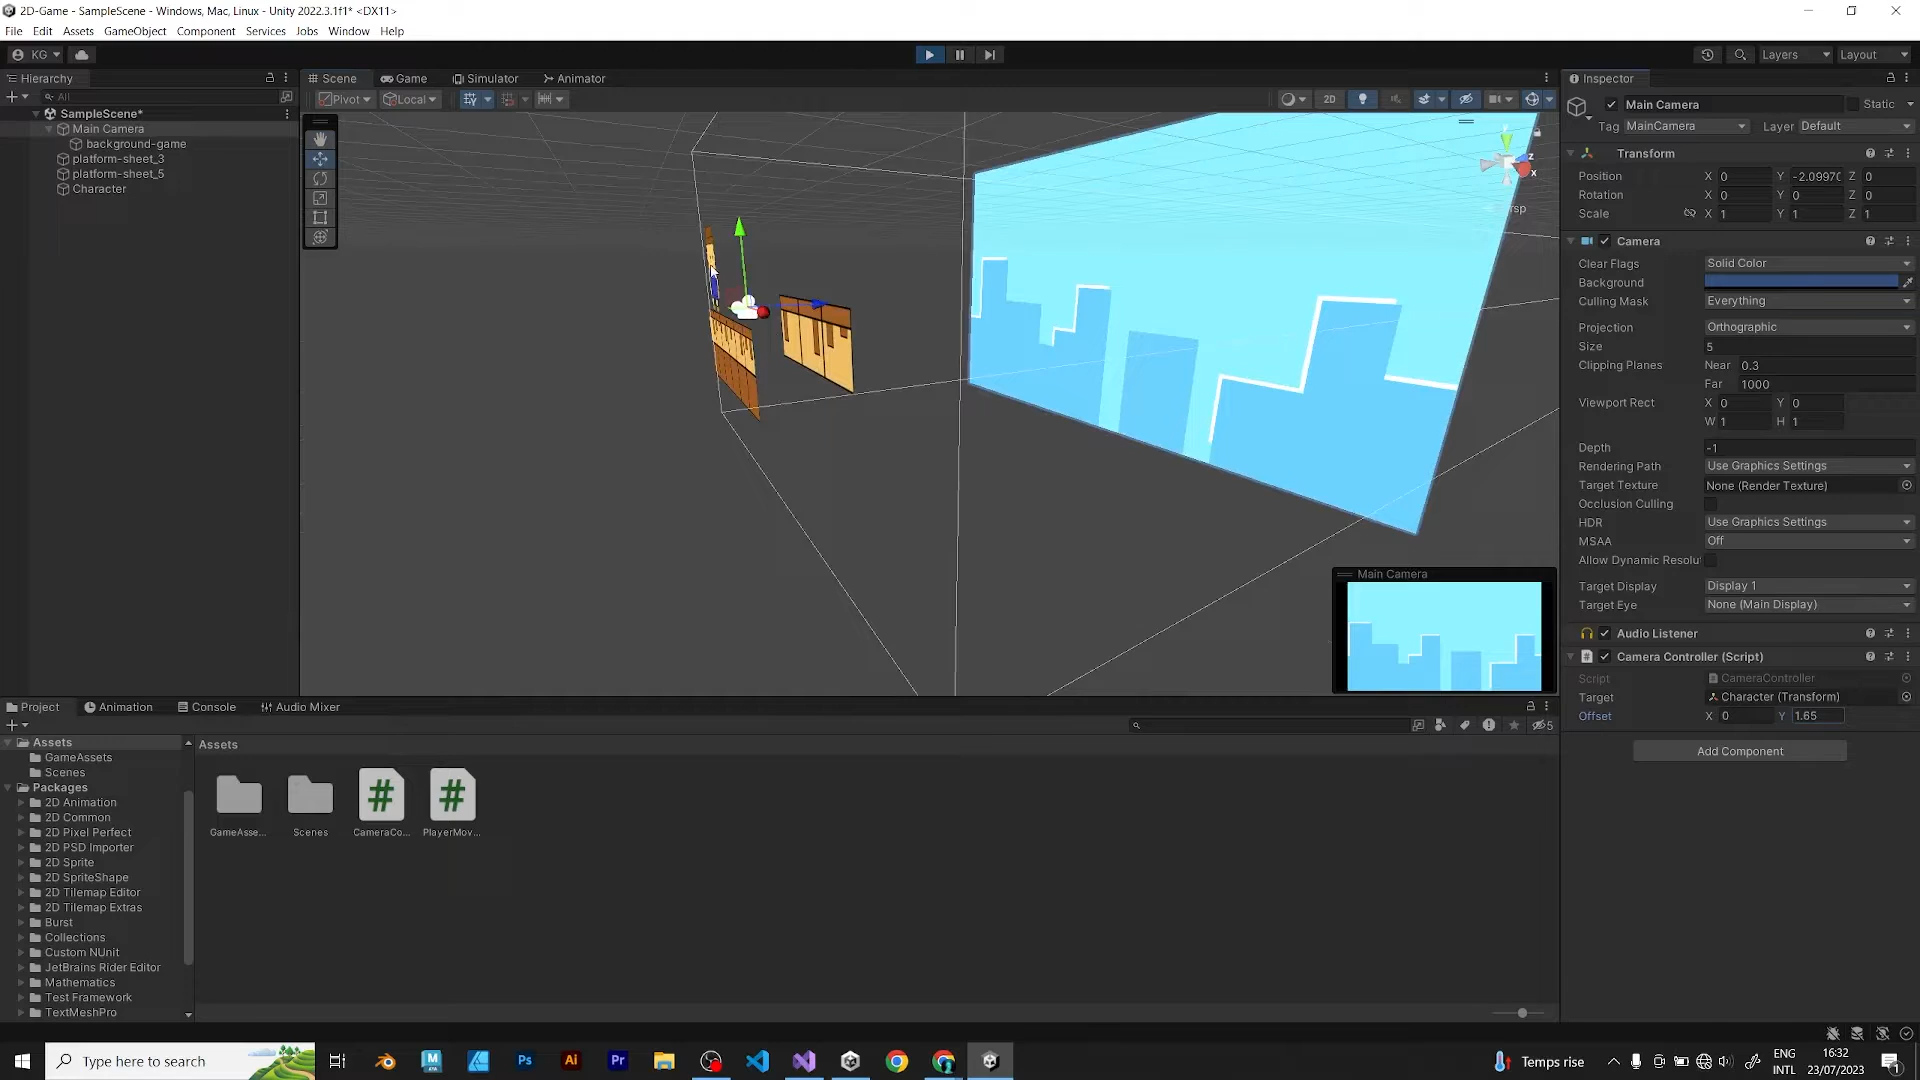 2D-Game - SampleScene - Windows, Mac, Linux - Unity 2022.3.1f1* <DX11>
File Edit Assets GameObject Component Services Jobs Window Help
KG Layers Layout
Hierarchy Scene Game Simulator Animator Inspector
All Pivot Local 2D
SampleScene*
Main Camera
background-game
platform-sheet_3
platform-sheet_5
Character
z
x
Main Camera
Main Camera Static
Tag MainCamera Layer Default
Transform
Position X 0 Y -2.0997( Z 0
Rotation X 0 Y 0 Z 0
Scale X 1 Y 1 Z 1
Camera
Clear Flags Solid Color
Background
Culling Mask Everything
Projection Orthographic
Size 5
Clipping Planes Near 0.3
Far 1000
Viewport Rect X 0 Y 0
W 1 H 1
Depth -1
Rendering Path Use Graphics Settings
Target Texture None (Render Texture)
Occlusion Culling
HDR Use Graphics Settings
MSAA Off
Allow Dynamic Resolu
Target Display Display 1
Target Eye None (Main Display)
Audio Listener
Camera Controller (Script)
Script CameraController
Target Character (Transform)
Offset X 0 Y 1.65
Add Component
Project Animation Console Audio Mixer
5
Assets
GameAssets
Scenes
Packages
2D Animation
2D Common
2D Pixel Perfect
2D PSD Importer
2D Sprite
2D SpriteShape
2D Tilemap Editor
2D Tilemap Extras
Burst
Collections
Custom NUnit
JetBrains Rider Editor
Mathematics
Test Framework
TextMeshPro
Assets
GameAsse... Scenes CameraCo... PlayerMov...
Type here to search
Ps Ai Pr
Temps rise
ENG
INTL
16:32
23/07/2023
1